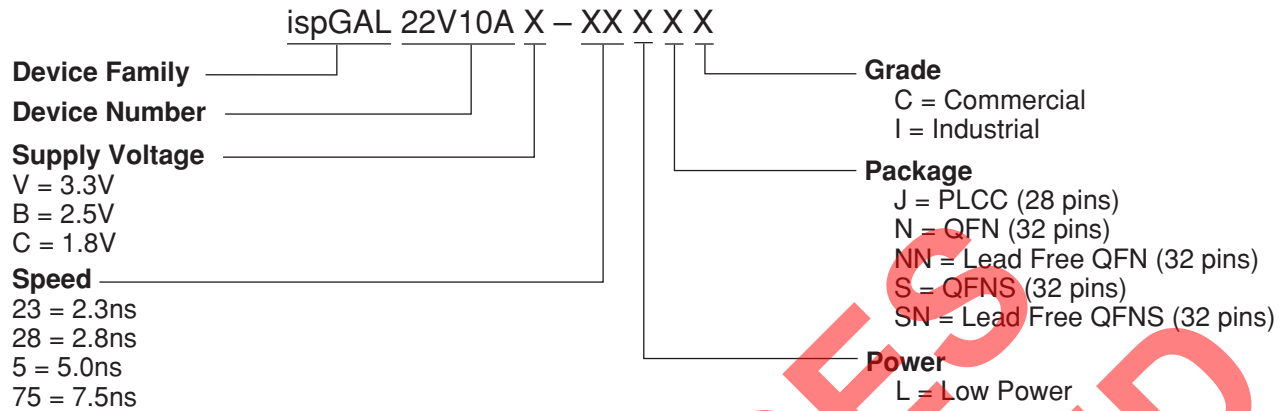 ispGAL 22V10A X – XX X X X
Device Family
Device Number
Supply Voltage
V = 3.3V
B = 2.5V
C = 1.8V
Speed
23 = 2.3ns
28 = 2.8ns
5 = 5.0ns
75 = 7.5ns
Grade
C = Commercial
I = Industrial
Package
J = PLCC (28 pins)
N = QFN (32 pins)
NN = Lead Free QFN (32 pins)
S = QFNS (32 pins)
SN = Lead Free QFNS (32 pins)
Power
L = Low Power